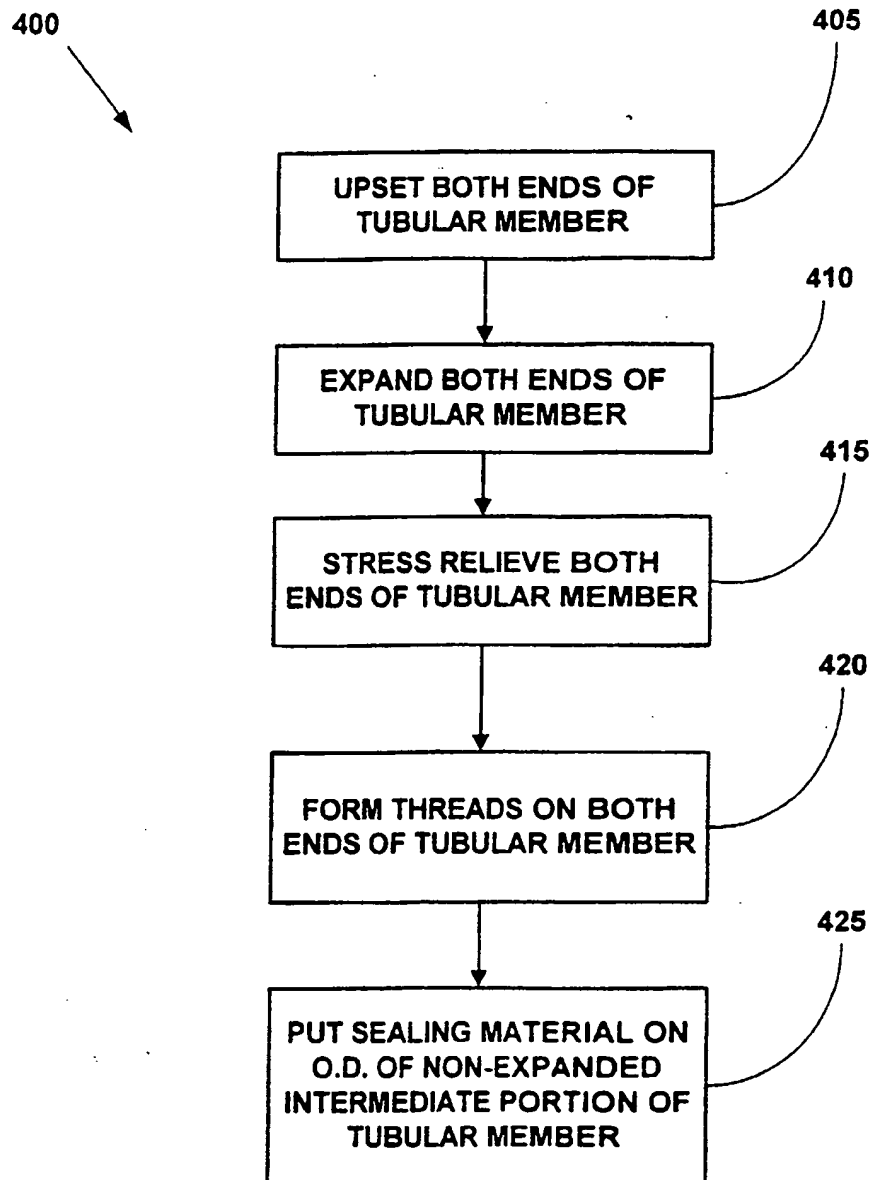 400
405
UPSET BOTH ENDS OF
TUBULAR MEMBER
410
EXPAND BOTH ENDS OF
TUBULAR MEMBER
415
STRESS RELIEVE BOTH
ENDS OF TUBULAR MEMBER
420
FORM THREADS ON BOTH
ENDS OF TUBULAR MEMBER
425
PUT SEALING MATERIAL ON
O.D. OF NON-EXPANDED
INTERMEDIATE PORTION OF
TUBULAR MEMBER